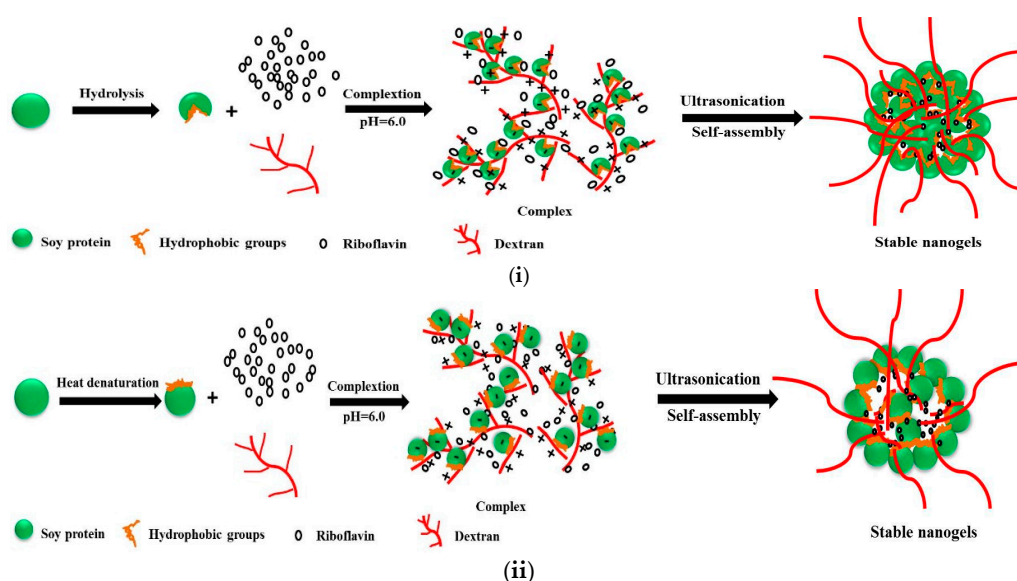 Hydrolysis
+
Complextion
pH=6.0
Complex
Ultrasonication
Self-assembly
Stable nanogels
Soy protein
Hydrophobic groups
Riboflavin
Dextran
(i)
Heat denaturation
+
Complextion
pH=6.0
Complex
Ultrasonication
Self-assembly
Stable nanogels
Soy protein
Hydrophobic groups
Riboflavin
Dextran
(ii)